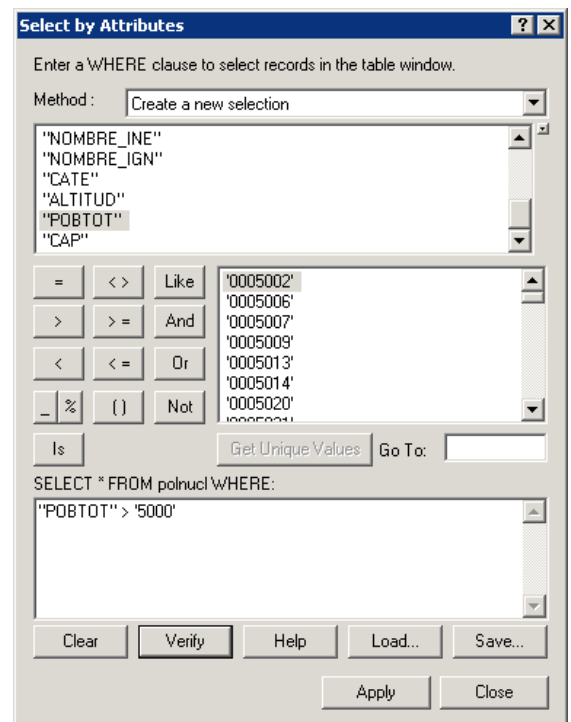 Select by Attributes
Enter a WHERE clause to select records in the table window.
Method : Create a new selection
"NOMBRE_INE"
"NOMBRE_IGN"
"CATE"
"ALTITUD"
"POBTOT"
"CAP"
= <> Like '0005002'
'0005006'
> >= And '0005007'
'0005009'
< <= Or '0005013'
'0005014'
_ % () Not '0005020'
Is Get Unique Values Go To:
SELECT * FROM polnucl WHERE:
"POBTOT" > '5000'
Clear Verify Help Load... Save...
Apply Close